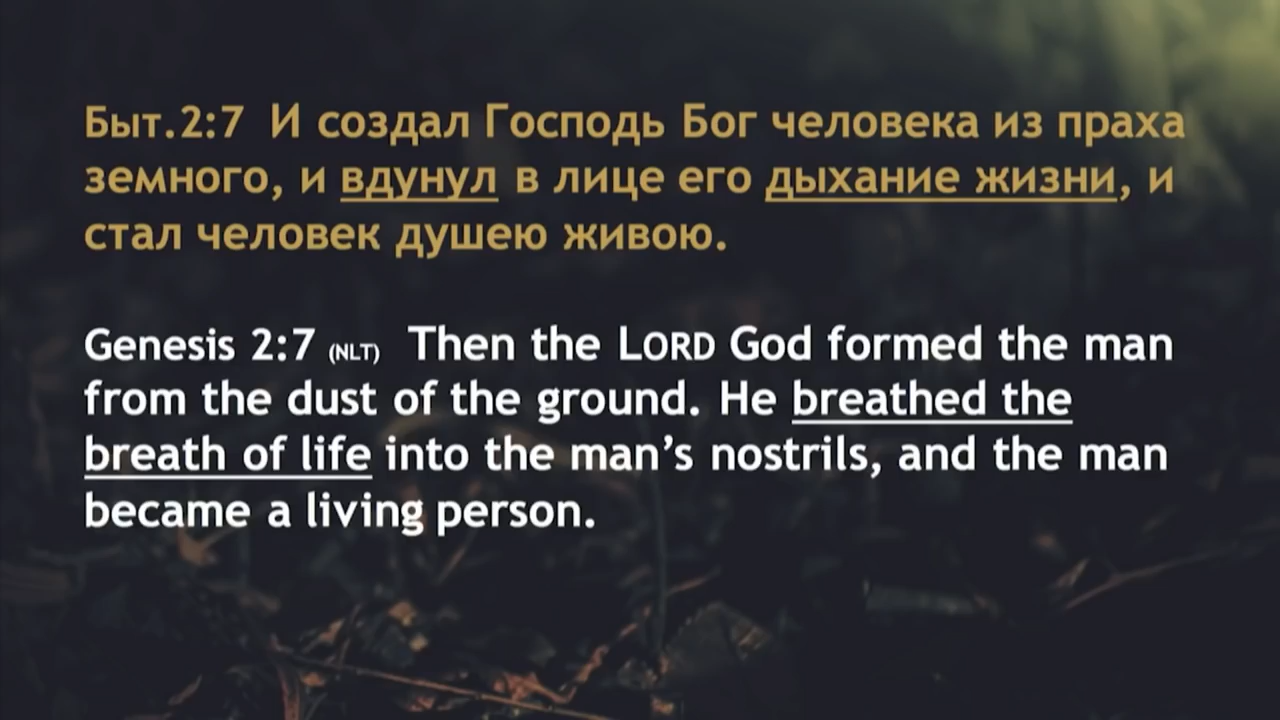 Быт.2:7 И создал Господь Бог человека из праха
земного, и вдунул в лице его дыхание жизни, и
стал человек душею живою.
Genesis 2:7 (NLT) Then the LORD God formed the man
from the dust of the ground. He breathed the
breath of life into the man’s nostrils, and the man
became a living person.